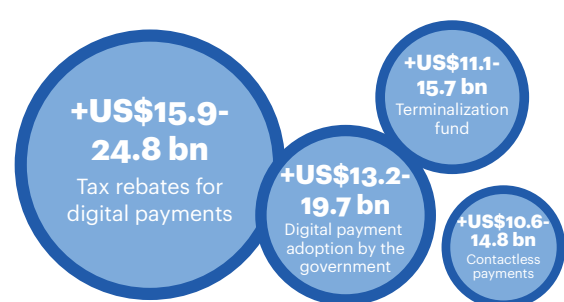 +US$15.9-
24.8 bn
Tax rebates for
digital payments
+US$13.2-
19.7 bn
Digital payment
adoption by the
government
+US$11.1-
15.7 bn
Terminalization
fund
+US$10.6-
14.8 bn
Contactless
payments